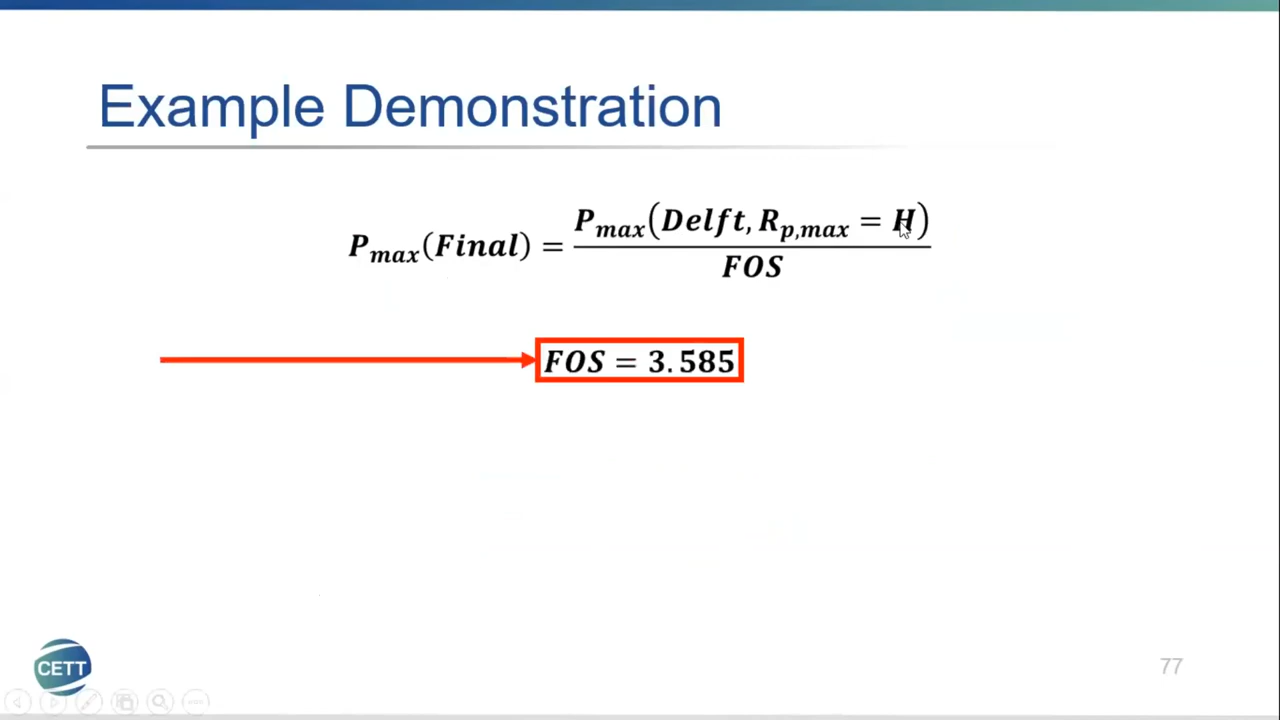 Example Demonstration
P_max(Final) = P_max(Delft, R_p,max = H) / FOS
FOS = 3.585
CETT
77